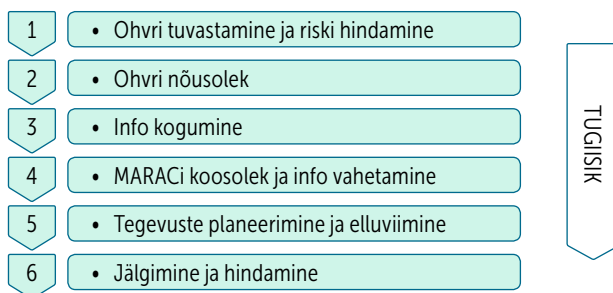 1 • Ohvri tuvastamine ja riski hindamine
2 • Ohvri nõusolek
3 • Info kogumine
4 • MARACi koosolek ja info vahetamine
5 • Tegevuste planeerimine ja elluviimine
6 • Jälgimine ja hindamine
TUGIISIK